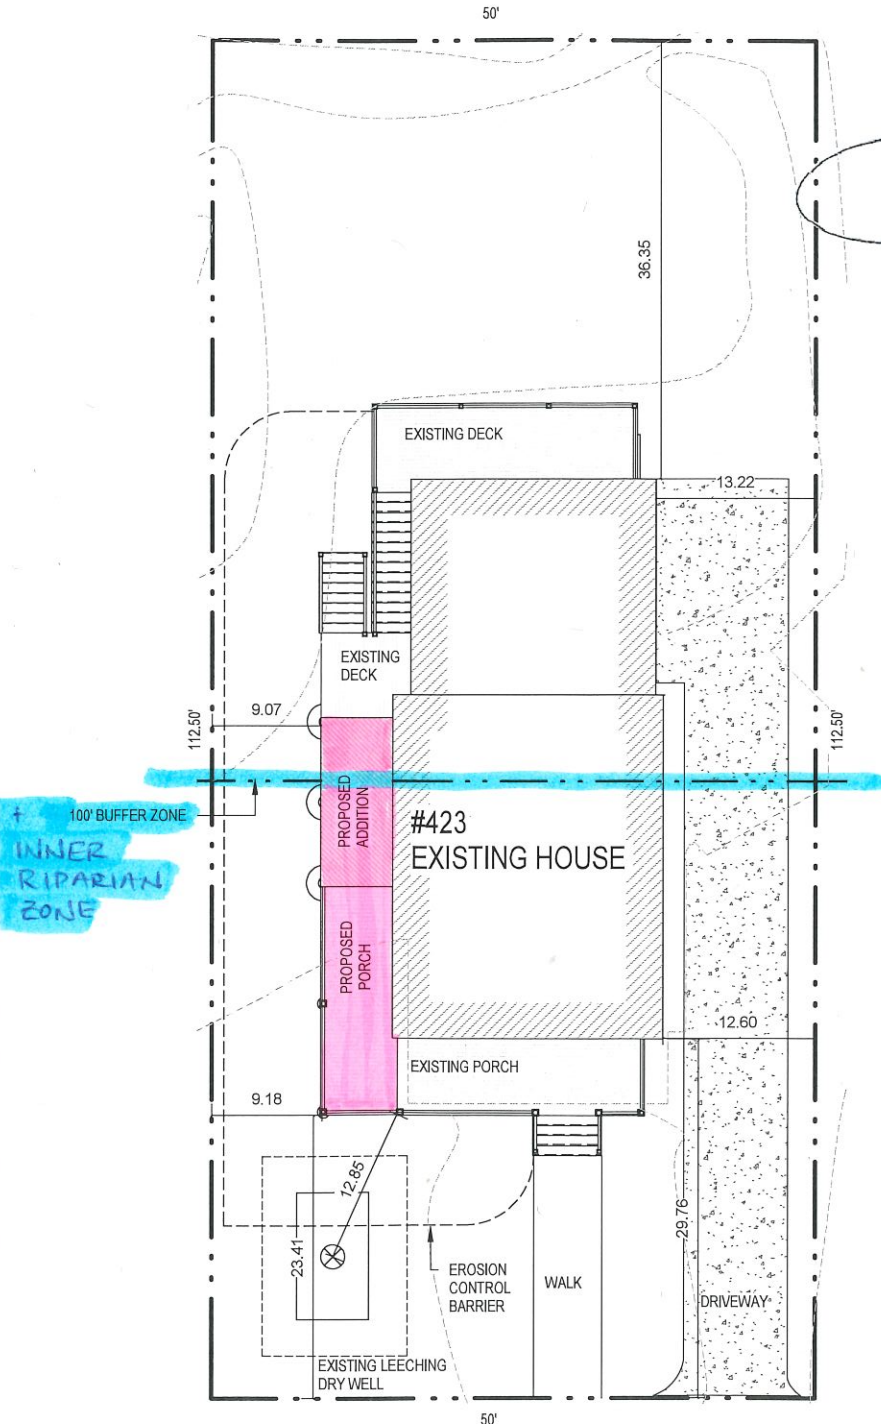 50'
36.35
EXISTING DECK
13.22
EXISTING
DECK
9.07
112.50'
112.50'
PROPOSED
ADDITION
100' BUFFER ZONE
+
INNER
RIPARIAN
ZONE
#423
EXISTING HOUSE
PROPOSED
PORCH
12.60
EXISTING PORCH
9.18
12.85
29.76
23.41
EROSION
CONTROL
BARRIER
WALK
DRIVEWAY
EXISTING LEECHING
DRY WELL
50'